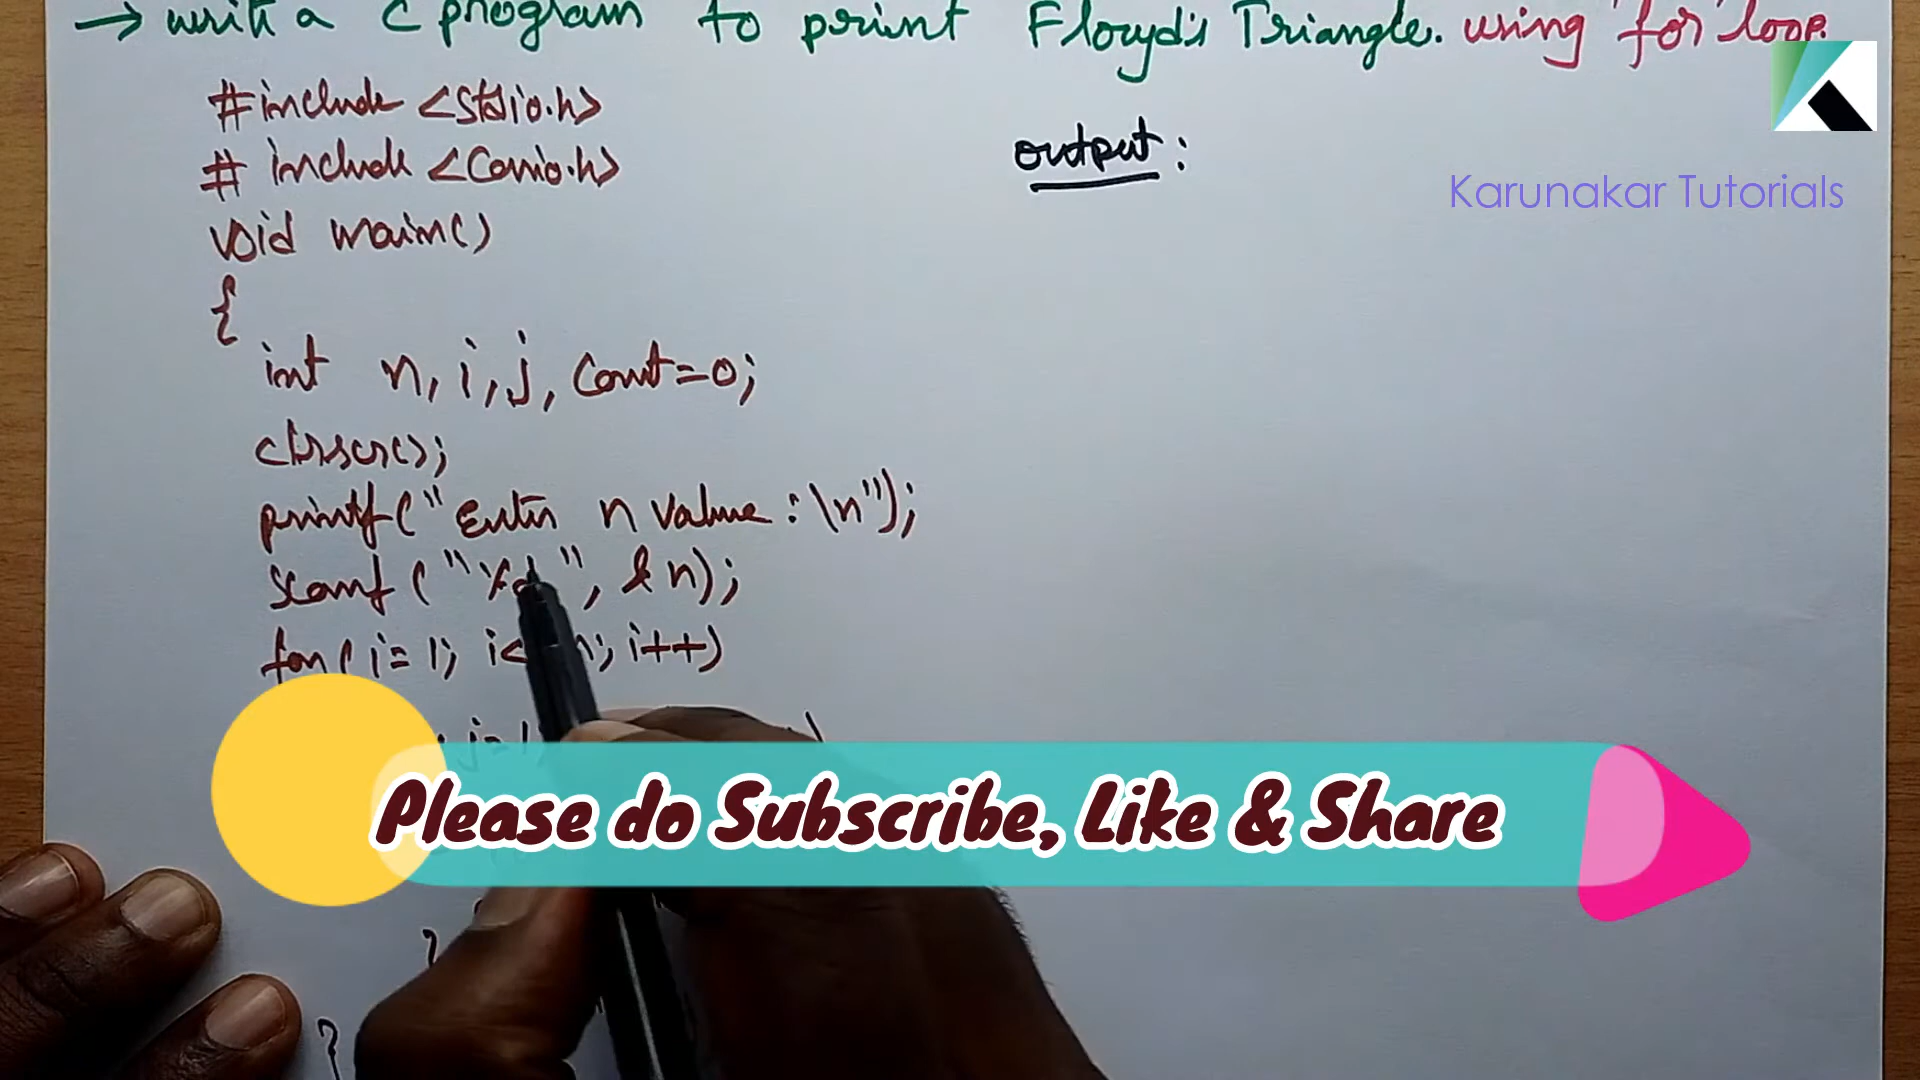 → write a C program to print Floyd's Triangle. using 'for' loop.
#include <stdio.h>
# include <conio.h>
void main()
{
int n, i, j, count=0;
clrscr();
printf("Enter n value : \n");
scanf("%d", &n);
for(i=1; i< n; i++)
j=1
}
}
output:
Karunakar Tutorials
Please do Subscribe, Like & Share